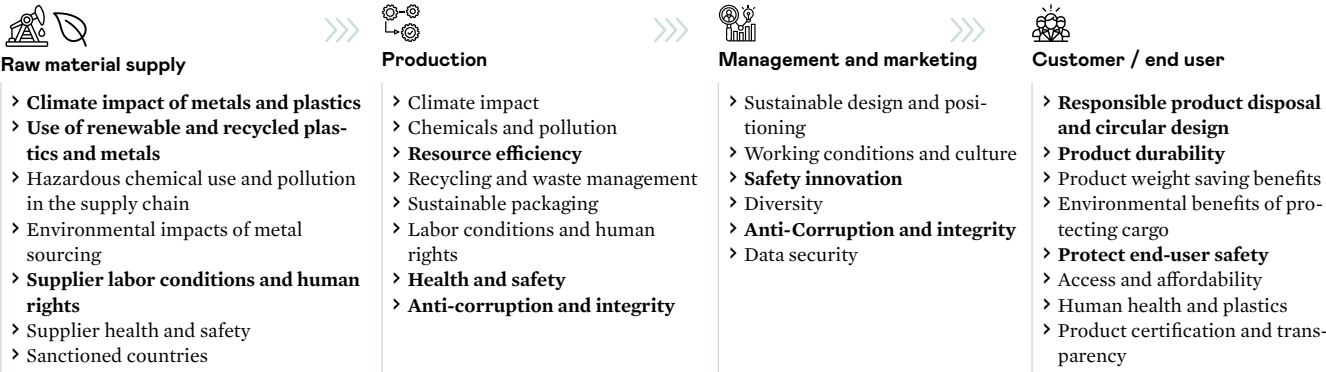 Raw material supply
› Climate impact of metals and plastics
› Use of renewable and recycled plas-
tics and metals
› Hazardous chemical use and pollution
in the supply chain
› Environmental impacts of metal
sourcing
› Supplier labor conditions and human
rights
› Supplier health and safety
› Sanctioned countries
Production
› Climate impact
› Chemicals and pollution
› Resource efficiency
› Recycling and waste management
› Sustainable packaging
› Labor conditions and human
rights
› Health and safety
› Anti-corruption and integrity
Management and marketing
› Sustainable design and posi-
tioning
› Working conditions and culture
› Safety innovation
› Diversity
› Anti-Corruption and integrity
› Data security
Customer / end user
› Responsible product disposal
and circular design
› Product durability
› Product weight saving benefits
› Environmental benefits of pro-
tecting cargo
› Protect end-user safety
› Access and affordability
› Human health and plastics
› Product certification and trans-
parency